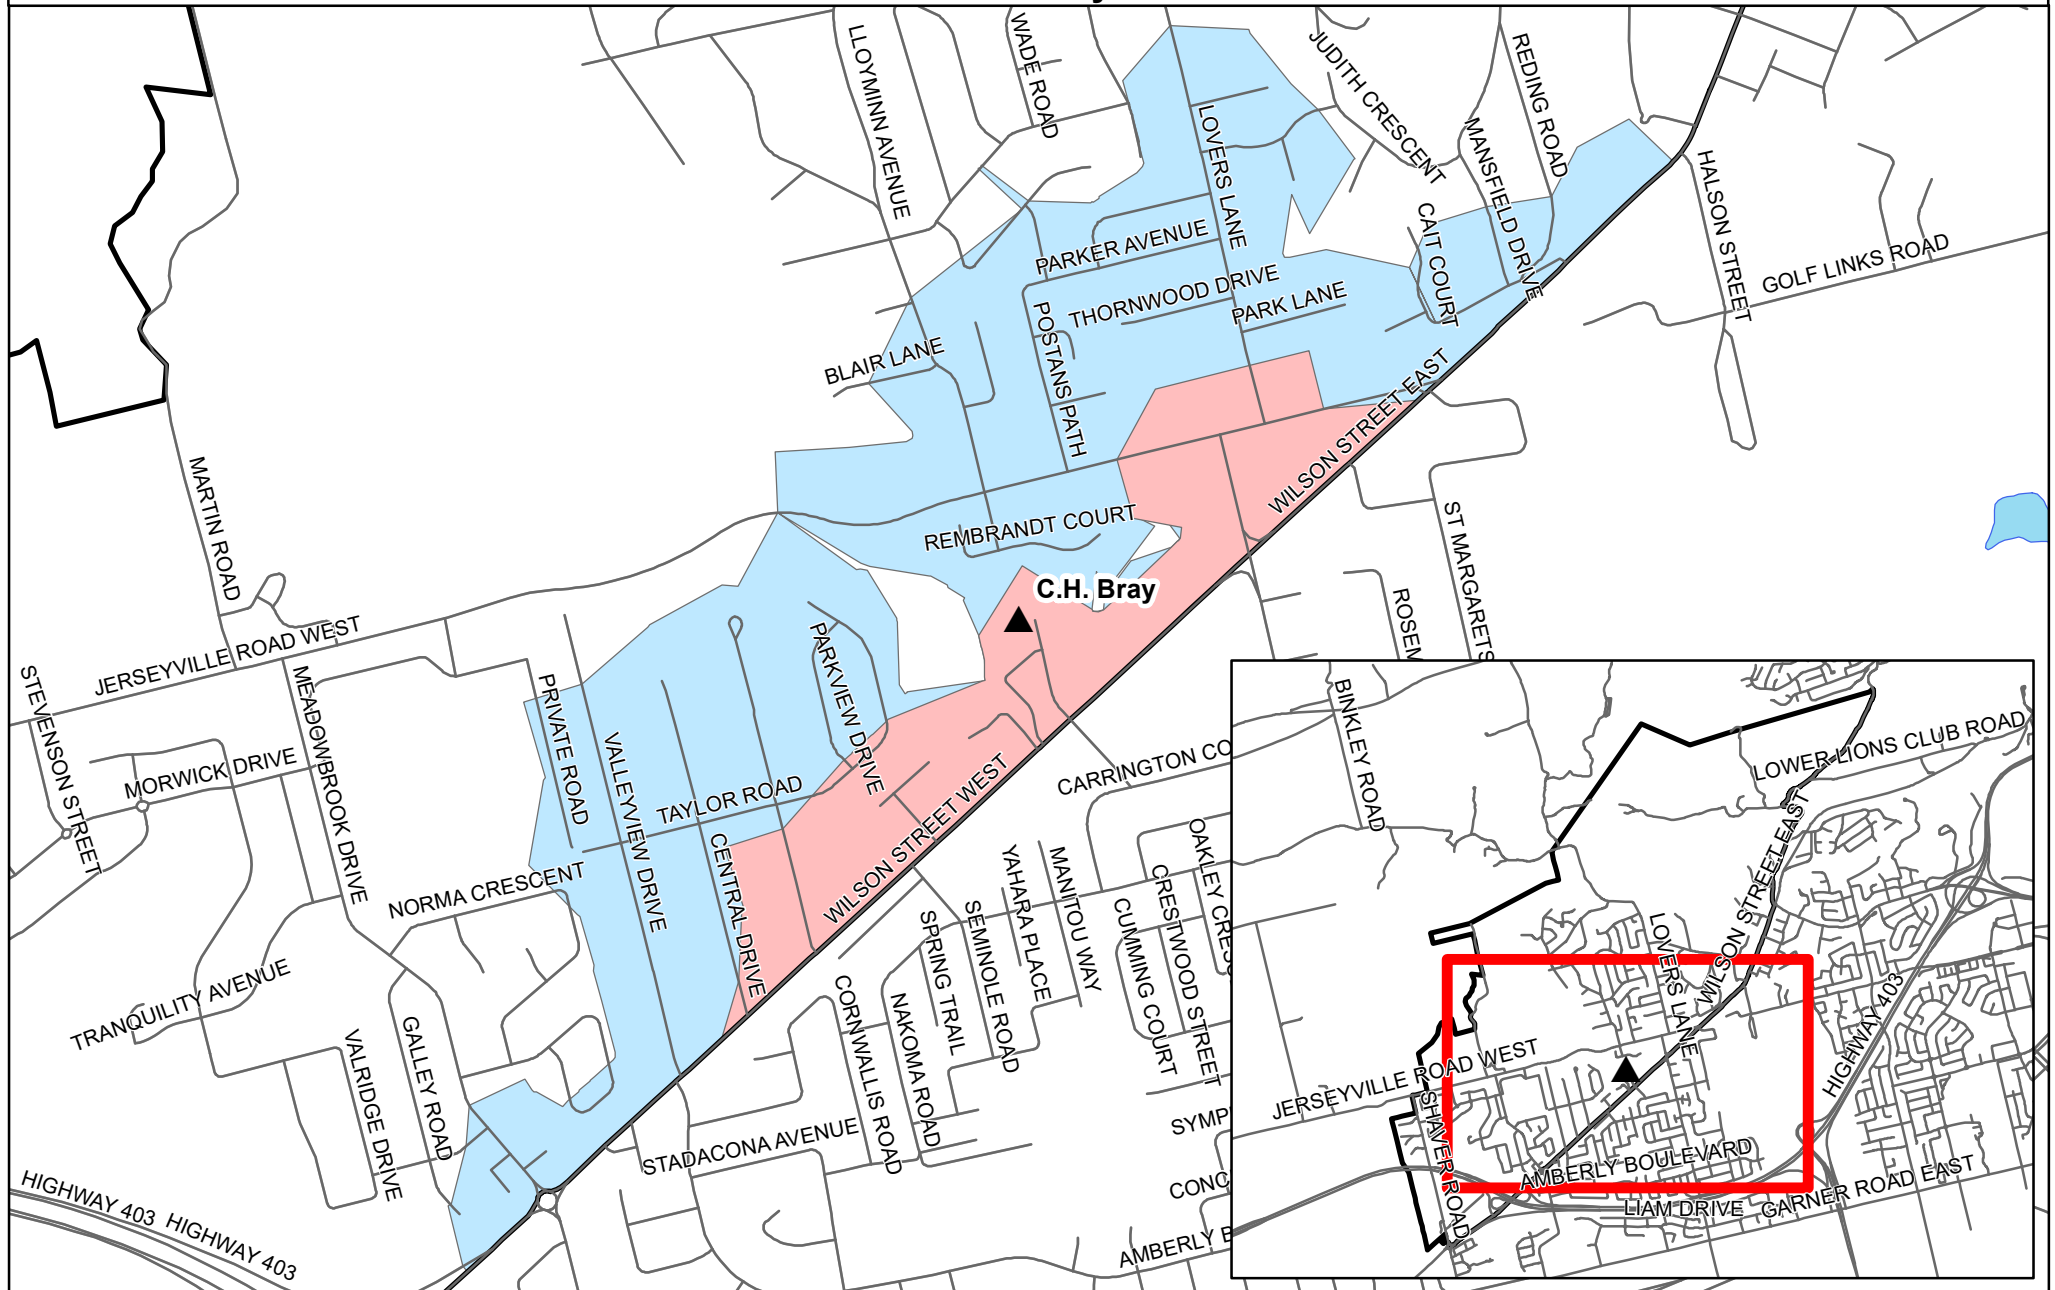 LLOYMINN AVENUE
WADE ROAD
JUDITH CRESCENT
REDING ROAD
MANSFIELD DRIVE
LOVERS LANE
HALSON STREET
CAIT COURT
GOLF LINKS ROAD
PARKER AVENUE
THORNWOOD DRIVE
PARK LANE
POSTANS PATH
BLAIR LANE
WILSON STREET EAST
MARTIN ROAD
REMBRANDT COURT
ST MARGARETS
C.H. Bray
ROSEM
JERSEYVILLE ROAD WEST
STEVENSON STREET
MEADOWBROOK DRIVE
PRIVATE ROAD
PARKVIEW DRIVE
MORWICK DRIVE
VALLEYVIEW DRIVE
TAYLOR ROAD
WILSON STREET WEST
CARRINGTON CO
CENTRAL DRIVE
NORMA CRESCENT
YAHARA PLACE
MANITOU WAY
OAKLEY CRESC
CRESTWOOD STREET
CUMMING COURT
SEMINOLE ROAD
SPRING TRAIL
TRANQUILITY AVENUE
CORNWALLIS ROAD
NAKOMA ROAD
GALLEY ROAD
VALRIDGE DRIVE
STADACONA AVENUE
SYMP
CONC
AMBERLY B
HIGHWAY 403
HIGHWAY 403
BINKLEY ROAD
LOWER LIONS CLUB ROAD
WILSON STREET EAST
LOVERS LANE
HIGHWAY 403
JERSEYVILLE ROAD WEST
SHAVER ROAD
AMBERLY BOULEVARD
LIAM DRIVE
GARNER ROAD EAST